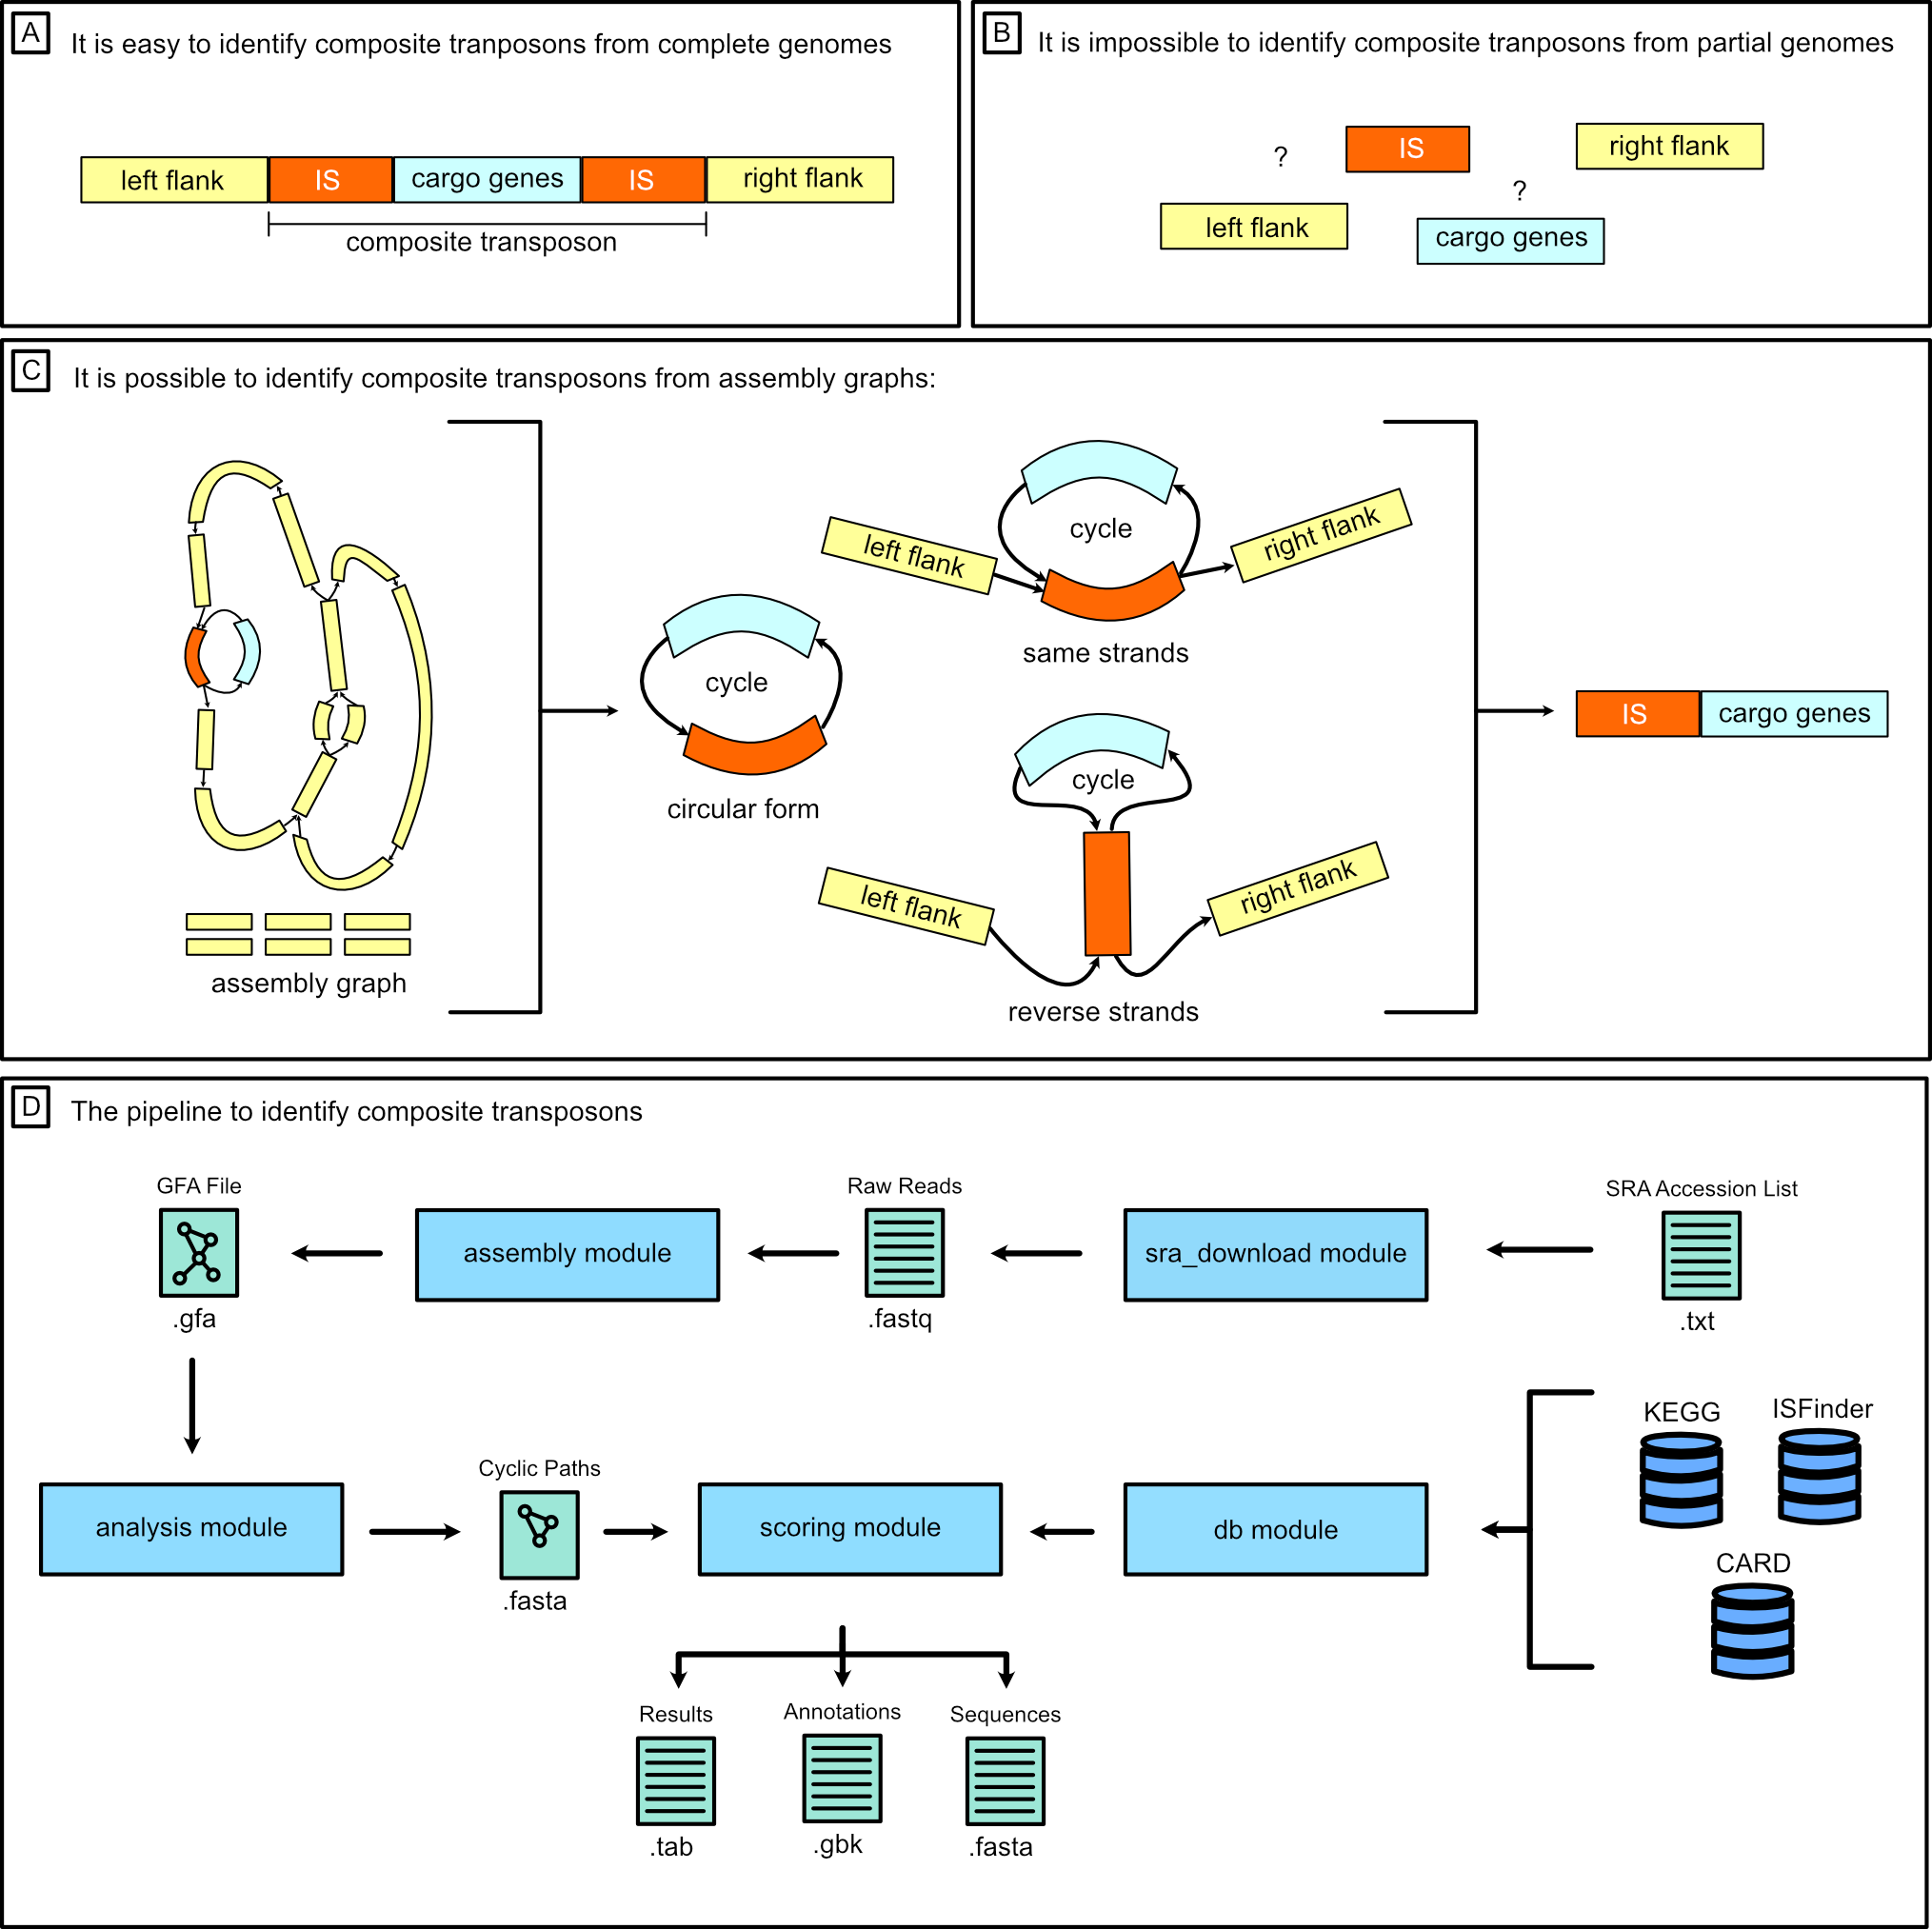 A
It is easy to identify composite tranposons from complete genomes
left flank
IS
cargo genes
IS
right flank
composite transposon
B
It is impossible to identify composite tranposons from partial genomes
?
IS
right flank
?
left flank
cargo genes
C
It is possible to identify composite transposons from assembly graphs:
assembly graph
cycle
circular form
left flank
cycle
right flank
same strands
cycle
left flank
right flank
reverse strands
IS
cargo genes
D
The pipeline to identify composite transposons
GFA File
.gfa
assembly module
Raw Reads
.fastq
sra_download module
SRA Accession List
.txt
analysis module
Cyclic Paths
.fasta
scoring module
db module
KEGG
ISFinder
CARD
Results
.tab
Annotations
.gbk
Sequences
.fasta